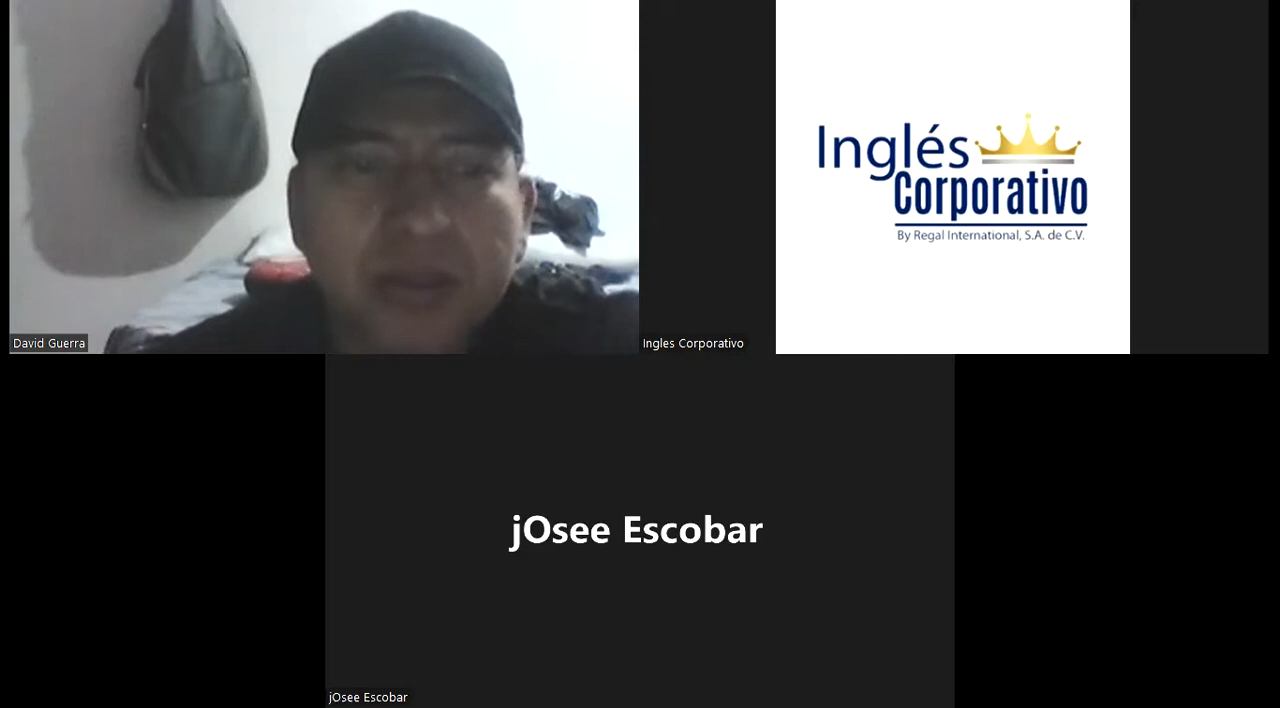 David Guerra
Inglés
Corporativo
By Regal International, S.A. de C.V.
Ingles Corporativo
jOsee Escobar
jOsee Escobar